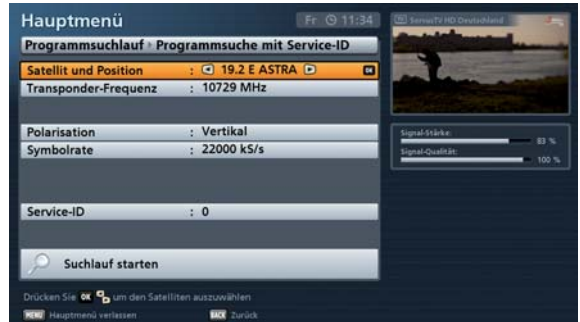 Hauptmenü
Fr 11:34
ServusTV HD Deutschland
Programmsuchlauf Programmsuche mit Service-ID
Satellit und Position : 19.2 E ASTRA OK
Transponder-Frequenz : 10729 MHz
Polarisation : Vertikal
Symbolrate : 22000 kS/s
Service-ID : 0
Suchlauf starten
Signal-Stärke:
83 %
Signal-Qualität:
100 %
Drücken Sie OK um den Satelliten auszuwählen
MENU Hauptmenü verlassen BACK Zurück